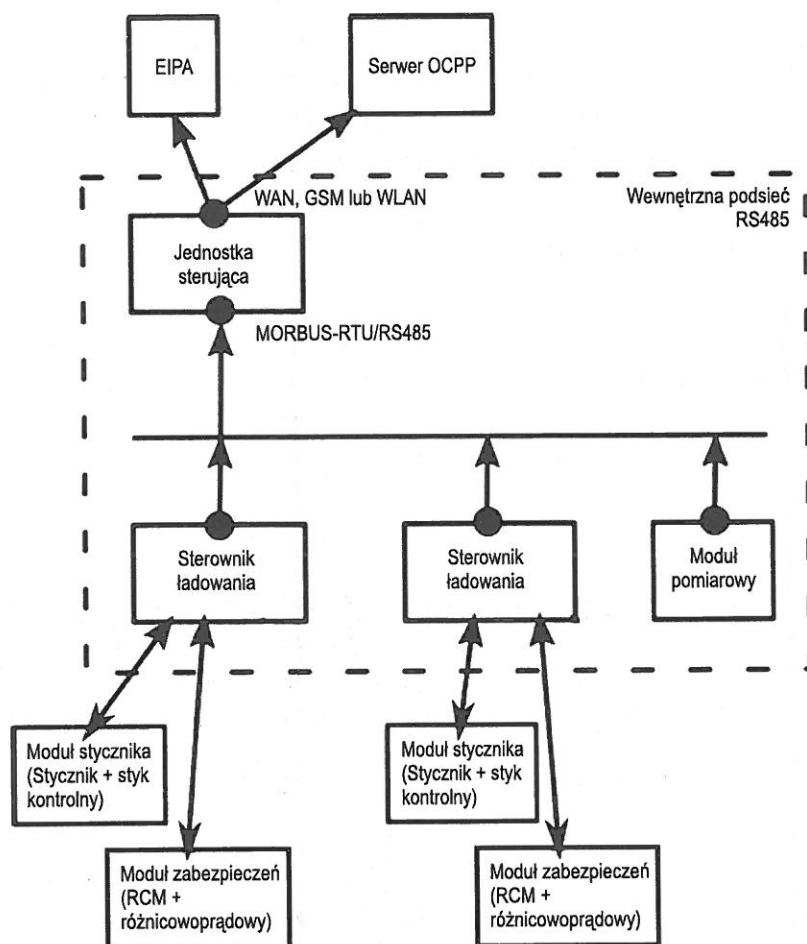 EIPA
Serwer OCPP
WAN, GSM lub WLAN
Wewnętrzna podsieć
RS485
Jednostka
sterująca
MORBUS-RTU/RS485
Sterownik
ładowania
Sterownik
ładowania
Moduł
pomiarowy
Moduł stycznika
(Stycznik + styk
kontrolny)
Moduł stycznika
(Stycznik + styk
kontrolny)
Moduł zabezpieczeń
(RCM +
różnicowoprądowy)
Moduł zabezpieczeń
(RCM +
różnicowoprądowy)